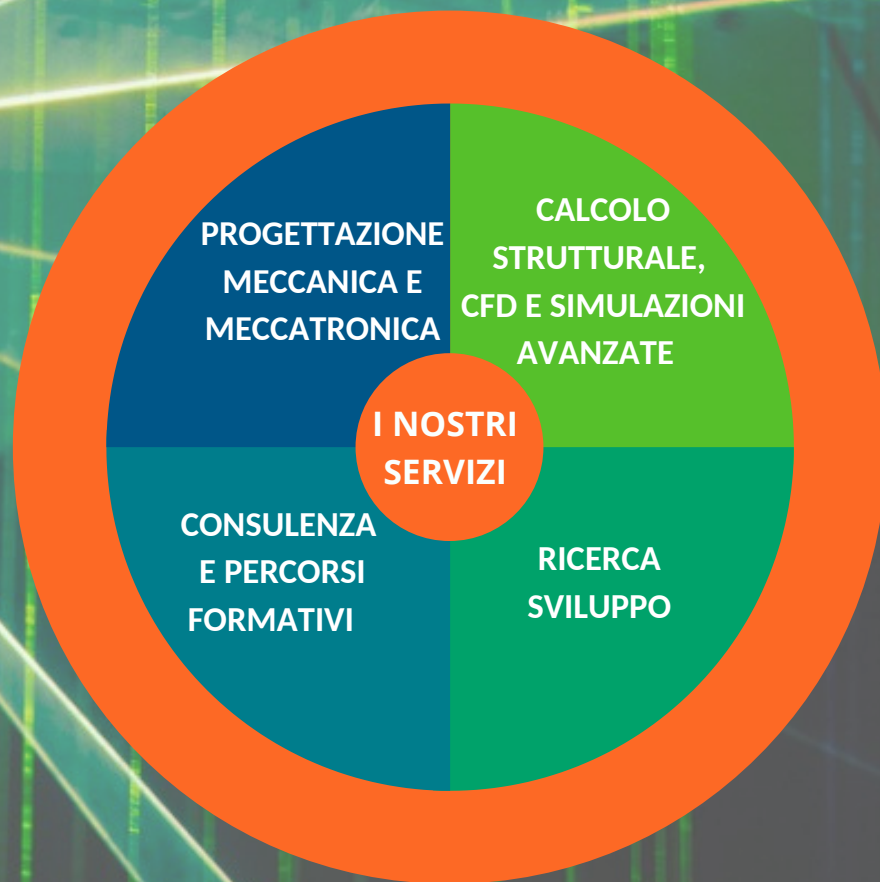 PROGETTAZIONE
MECCANICA E
MECCATRONICA
CALCOLO
STRUTTURALE,
CFD E SIMULAZIONI
AVANZATE
I NOSTRI
SERVIZI
CONSULENZA
E PERCORSI
FORMATIVI
RICERCA
SVILUPPO